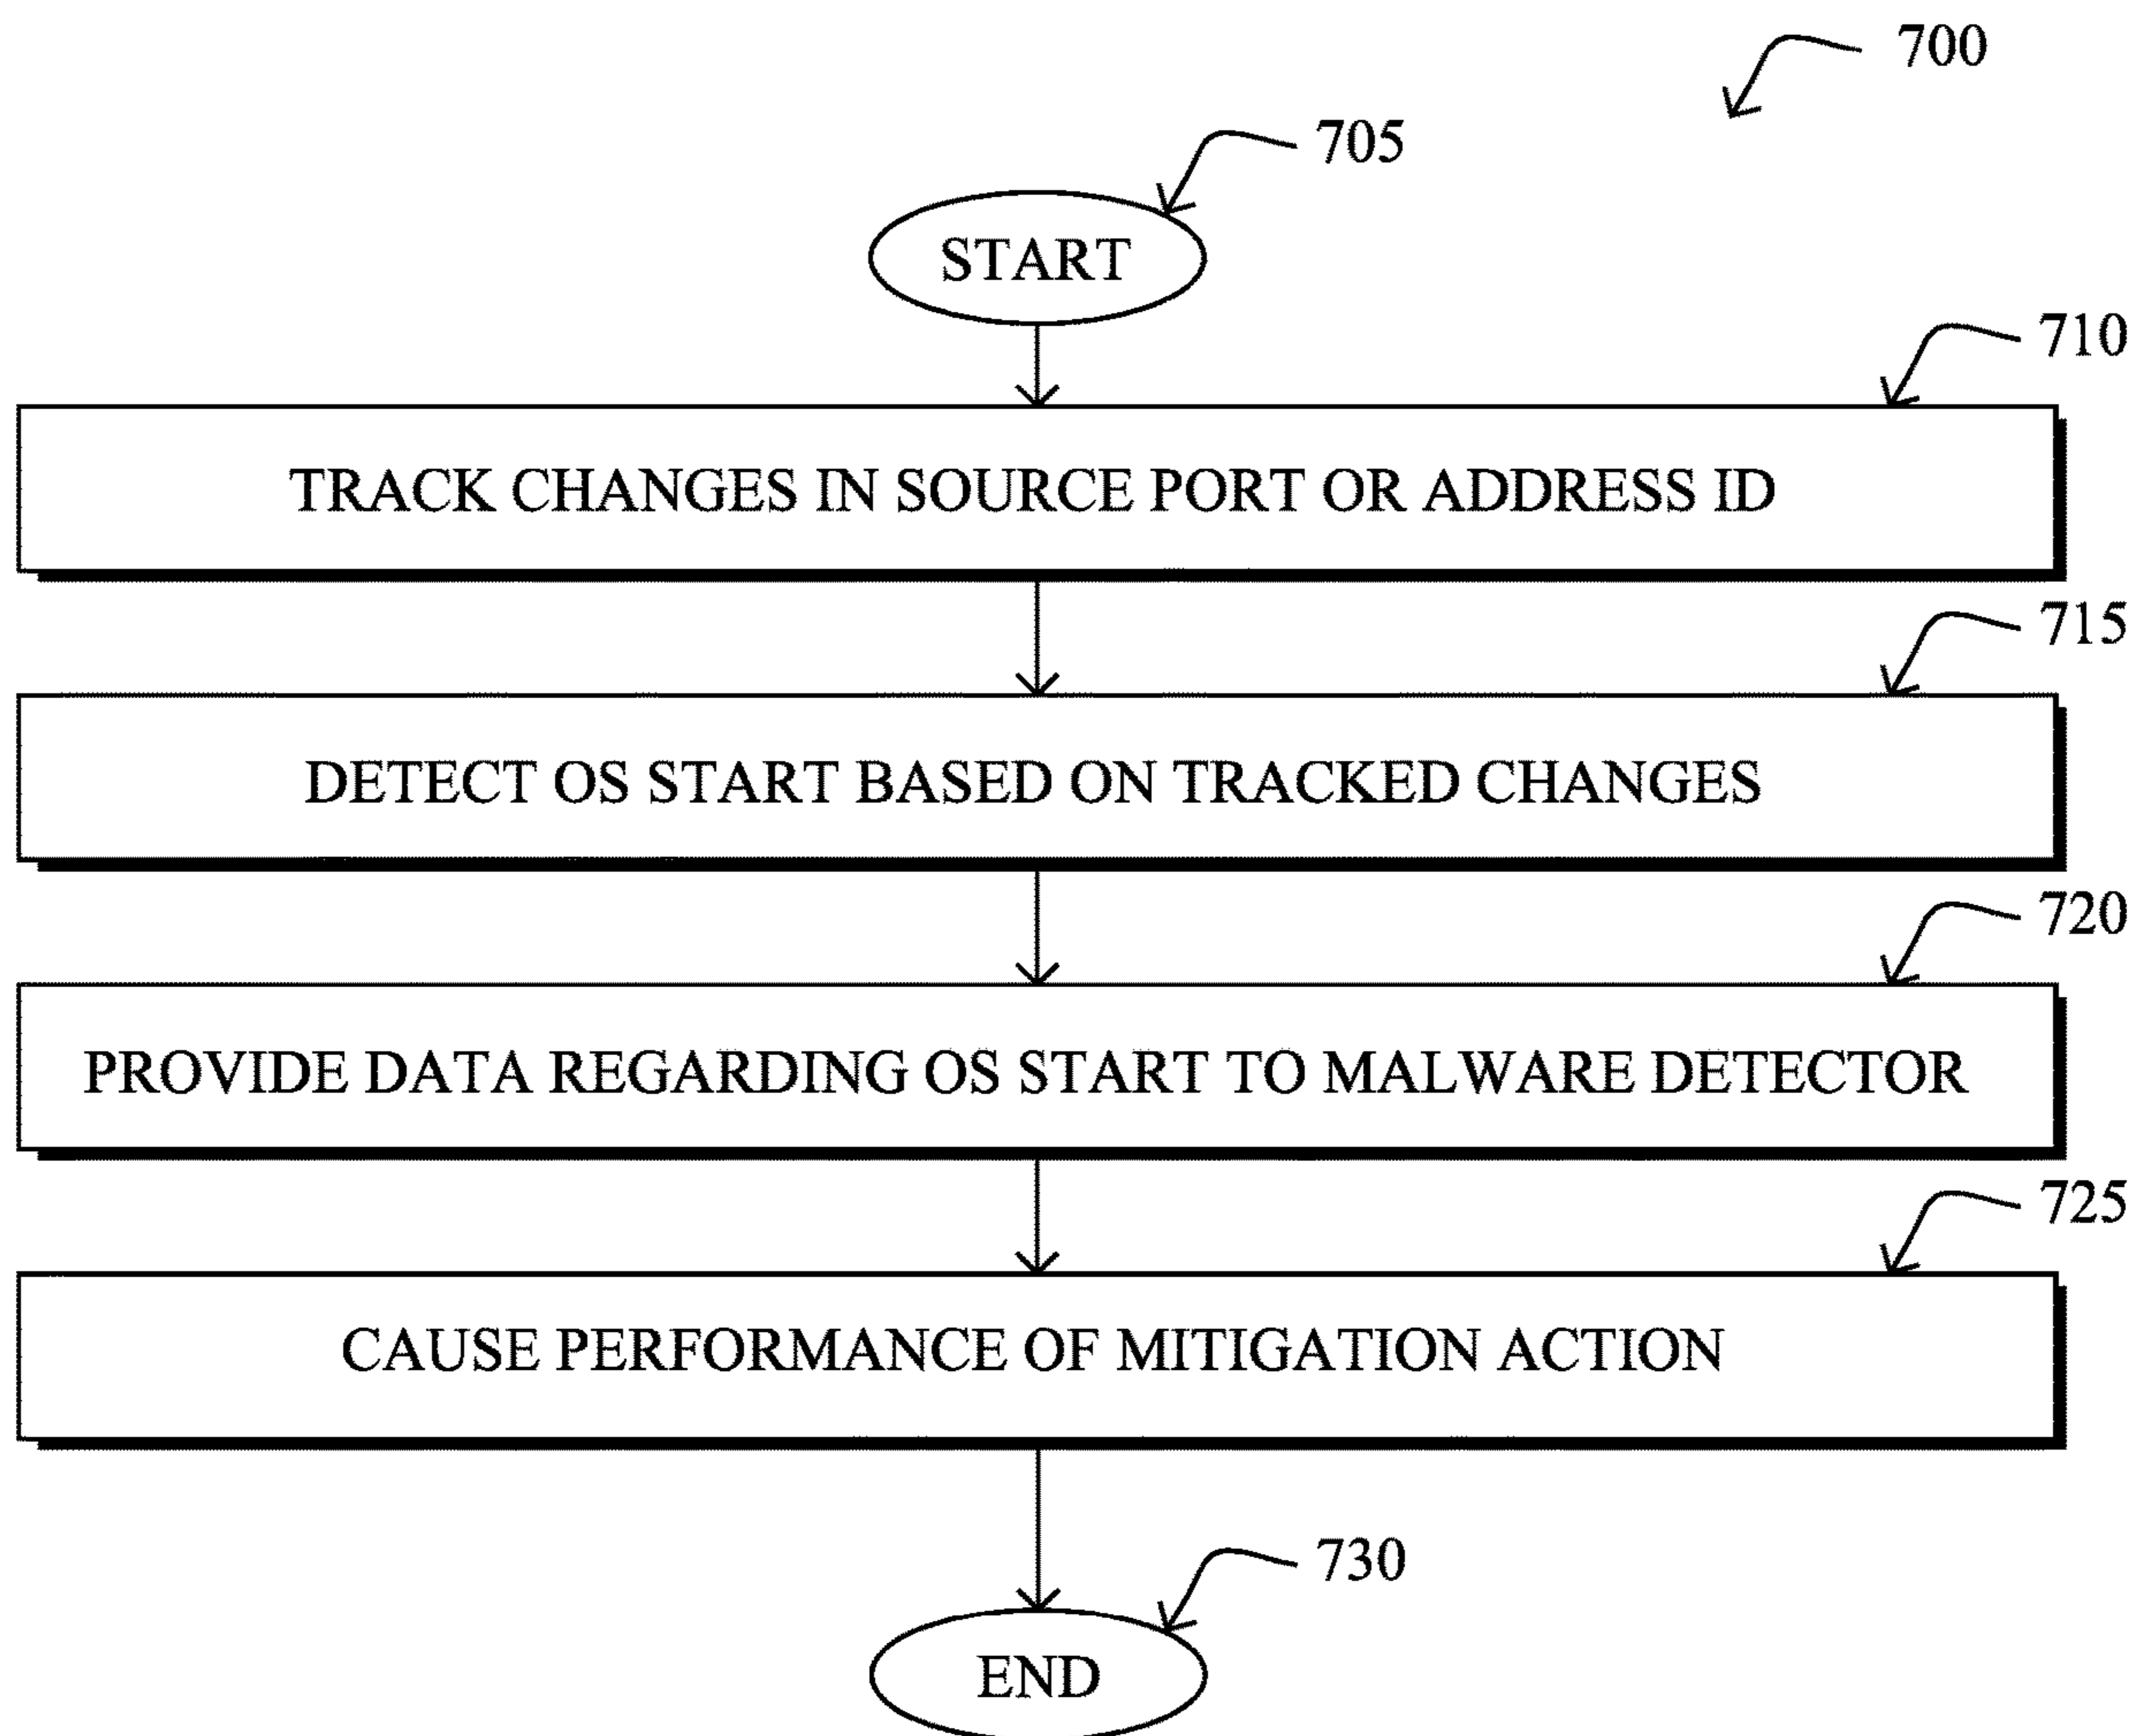 700
705
START
710
TRACK CHANGES IN SOURCE PORT OR ADDRESS ID
715
DETECT OS START BASED ON TRACKED CHANGES
720
PROVIDE DATA REGARDING OS START TO MALWARE DETECTOR
725
CAUSE PERFORMANCE OF MITIGATION ACTION
730
END